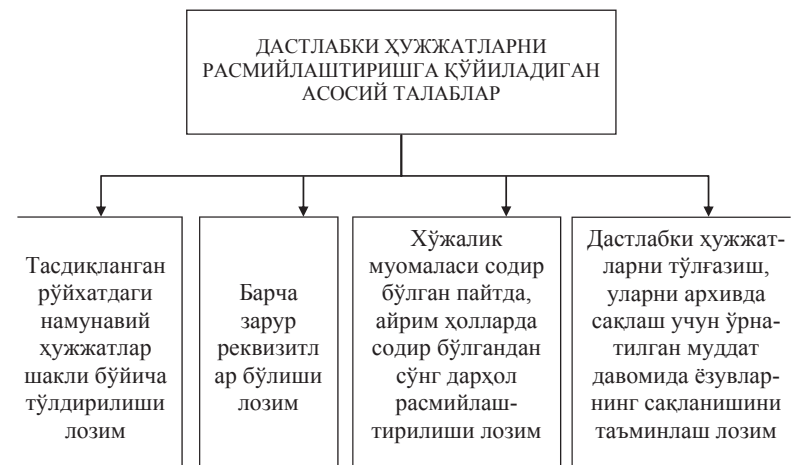 ДАСТЛАБКИ ҲУЖЖАТЛАРНИ
РАСМИЙЛАШТИРИШГА ҚЎЙИЛАДИГАН
АСОСИЙ ТАЛАБЛАР
Тасдиқланган
рўйхатдаги
намунавий
ҳужжатлар
шакли бўйича
тўлдирилиши
лозим
Барча
зарур
реквизитл
ар бўлиши
лозим
Хўжалик
муомаласи содир
бўлган пайтда,
айрим ҳолларда
содир бўлгандан
сўнг дарҳол
расмийлаш-
тирилиши лозим
Дастлабки ҳужжат-
ларни тўлғазиш,
уларни архивда
сақлаш учун ўрна-
тилган муддат
давомида ёзувлар-
нинг сақланишини
таъминлаш лозим